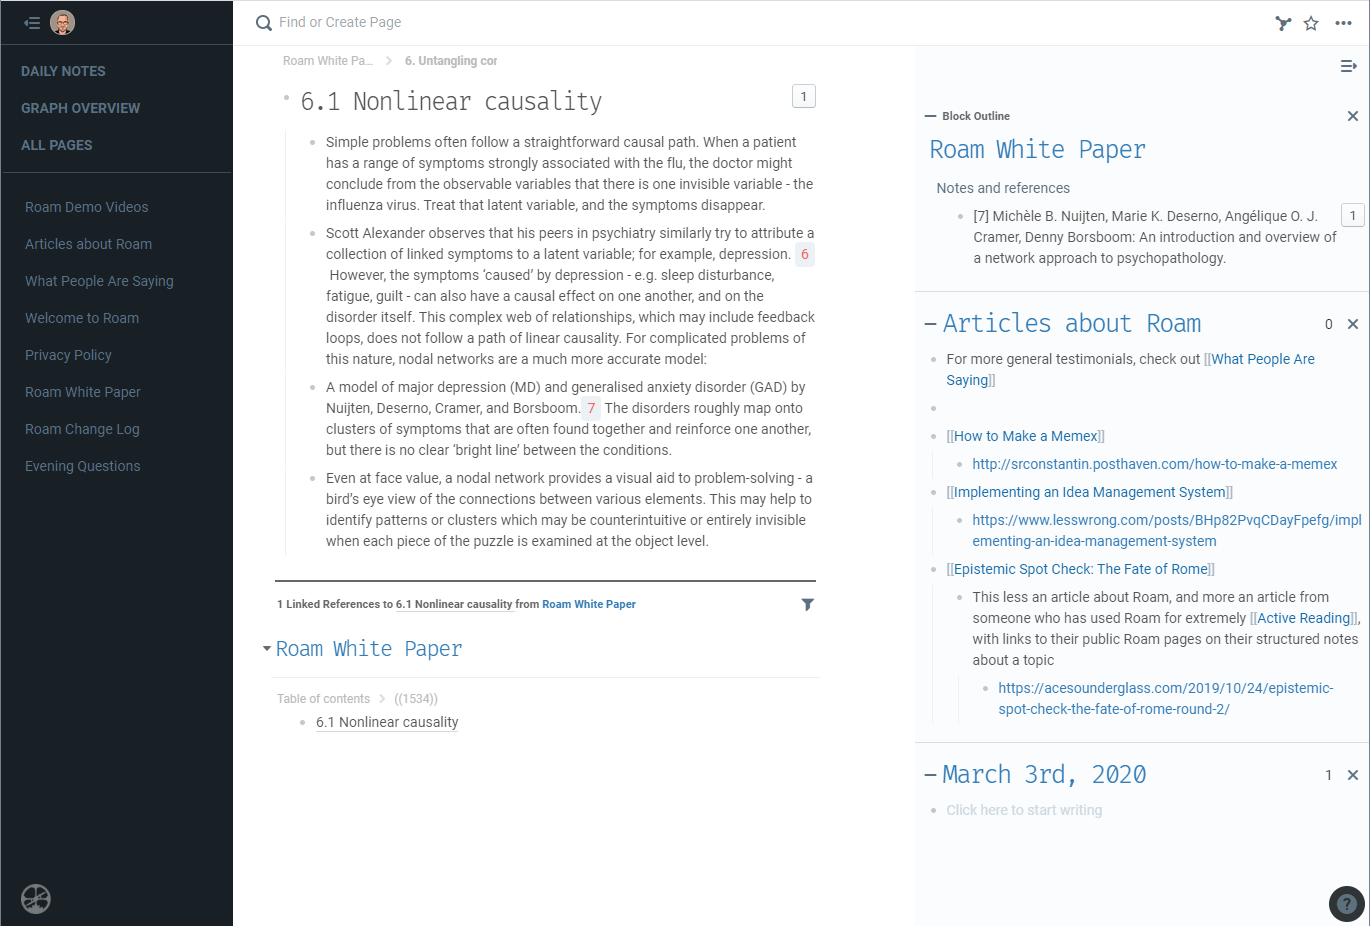 Find or Create Page
DAILY NOTES
GRAPH OVERVIEW
ALL PAGES
Roam Demo Videos
Articles about Roam
What People Are Saying
Welcome to Roam
Privacy Policy
Roam White Paper
Roam Change Log
Evening Questions
Roam White Pa... > 6. Untangling cor
6.1 Nonlinear causality 1
Simple problems often follow a straightforward causal path. When a patient
has a range of symptoms strongly associated with the flu, the doctor might
conclude from the observable variables that there is one invisible variable - the
influenza virus. Treat that latent variable, and the symptoms disappear.
Scott Alexander observes that his peers in psychiatry similarly try to attribute a
collection of linked symptoms to a latent variable; for example, depression. 6
However, the symptoms ‘caused’ by depression - e.g. sleep disturbance,
fatigue, guilt - can also have a causal effect on one another, and on the
disorder itself. This complex web of relationships, which may include feedback
loops, does not follow a path of linear causality. For complicated problems of
this nature, nodal networks are a much more accurate model:
A model of major depression (MD) and generalised anxiety disorder (GAD) by
Nuijten, Deserno, Cramer, and Borsboom. 7 The disorders roughly map onto
clusters of symptoms that are often found together and reinforce one another,
but there is no clear ‘bright line’ between the conditions.
Even at face value, a nodal network provides a visual aid to problem-solving - a
bird’s eye view of the connections between various elements. This may help to
identify patterns or clusters which may be counterintuitive or entirely invisible
when each piece of the puzzle is examined at the object level.
1 Linked References to 6.1 Nonlinear causality from Roam White Paper
Roam White Paper
Table of contents > ((1534))
6.1 Nonlinear causality
Block Outline
Roam White Paper
Notes and references
[7] Michèle B. Nuijten, Marie K. Deserno, Angélique O. J. 1
Cramer, Denny Borsboom: An introduction and overview of
a network approach to psychopathology.
Articles about Roam 0
For more general testimonials, check out [[What People Are
Saying]]
[[How to Make a Memex]]
http://srconstantin.posthaven.com/how-to-make-a-memex
[[Implementing an Idea Management System]]
https://www.lesswrong.com/posts/BHp82PvqCDayFpefg/impl
ementing-an-idea-management-system
[[Epistemic Spot Check: The Fate of Rome]]
This less an article about Roam, and more an article from
someone who has used Roam for extremely [[Active Reading]],
with links to their public Roam pages on their structured notes
about a topic
https://acesounderglass.com/2019/10/24/epistemic-
spot-check-the-fate-of-rome-round-2/
March 3rd, 2020 1
Click here to start writing
?